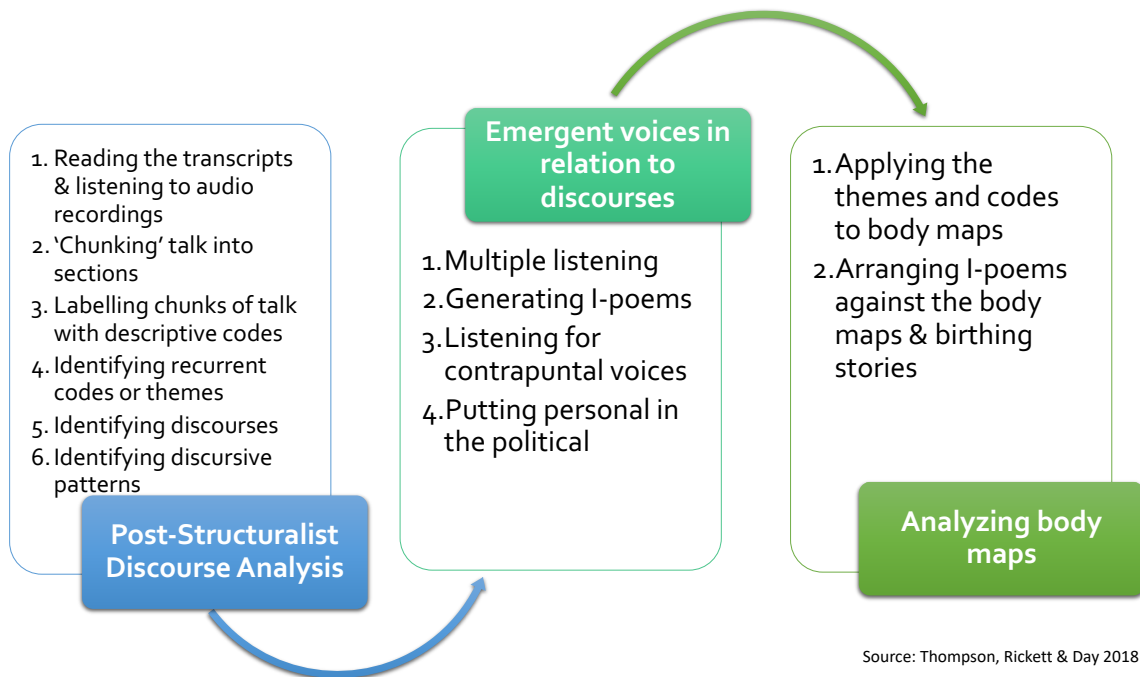 1. Reading the transcripts
& listening to audio
recordings
2. ‘Chunking’ talk into
sections
3. Labelling chunks of talk
with descriptive codes
4. Identifying recurrent
codes or themes
5. Identifying discourses
6. Identifying discursive
patterns
Post-Structuralist
Discourse Analysis
Emergent voices in
relation to
discourses
1. Multiple listening
2. Generating I-poems
3. Listening for
contrapuntal voices
4. Putting personal in
the political
1. Applying the
themes and codes
to body maps
2. Arranging I-poems
against the body
maps & birthing
stories
Analyzing body
maps
Source: Thompson, Rickett & Day 2018